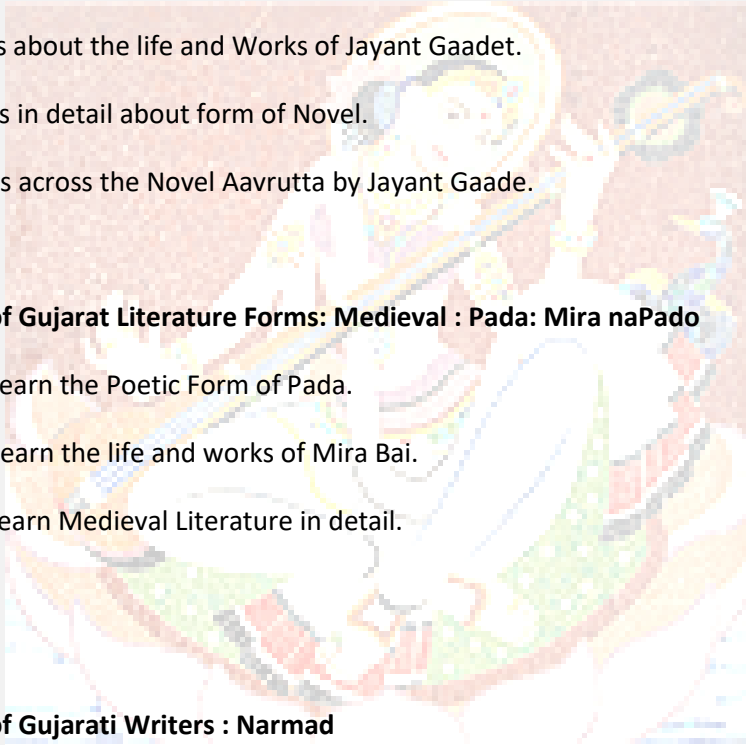 s about the life and Works of Jayant Gaadet.
s in detail about form of Novel.
s across the Novel Aavrutta by Jayant Gaade.
of Gujarat Literature Forms: Medieval : Pada: Mira naPado
earn the Poetic Form of Pada.
earn the life and works of Mira Bai.
earn Medieval Literature in detail.
of Gujarati Writers : Narmad